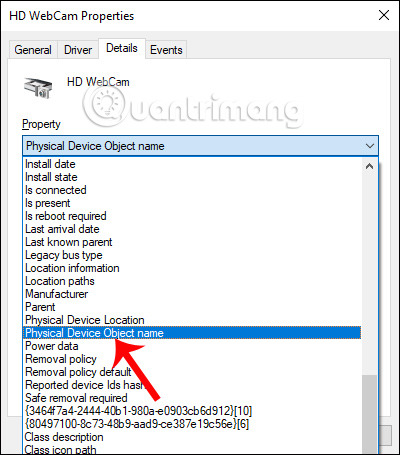 HD WebCam Properties
General Driver Details Events
HD WebCam
Quantrimang
Property
Physical Device Object name
Install date
Install state
Is connected
Is present
Is reboot required
Last arrival date
Last known parent
Legacy bus type
Location information
Location paths
Manufacturer
Parent
Physical Device Location
Physical Device Object name
Power data
Removal policy
Removal policy default
Reported device Ids hash
Safe removal required
{3464f7a4-2444-40b1-980a-e0903cb6d912}[10]
{80497100-8c73-48b9-aad9-ce387e19c56e}[6]
Class description
Class icon path